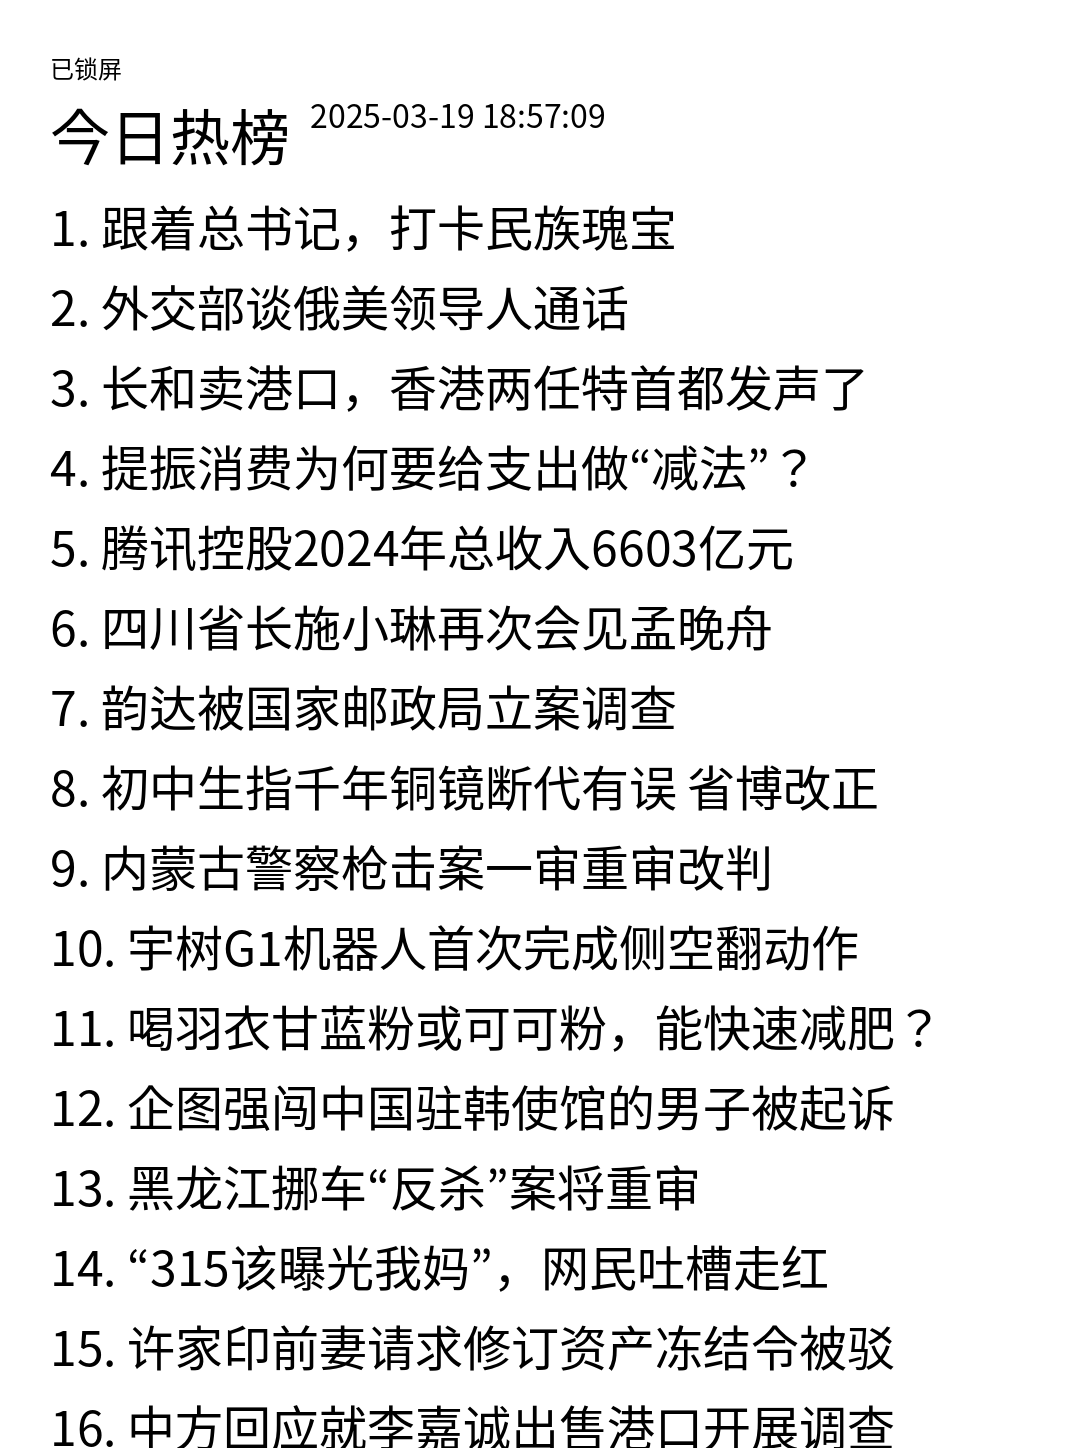 已锁屏
今日热榜 2025-03-19 18:57:09
1. 跟着总书记，打卡民族瑰宝
2. 外交部谈俄美领导人通话
3. 长和卖港口，香港两任特首都发声了
4. 提振消费为何要给支出做“减法”？
5. 腾讯控股2024年总收入6603亿元
6. 四川省长施小琳再次会见孟晚舟
7. 韵达被国家邮政局立案调查
8. 初中生指千年铜镜断代有误 省博改正
9. 内蒙古警察枪击案一审重审改判
10. 宇树G1机器人首次完成侧空翻动作
11. 喝羽衣甘蓝粉或可可粉，能快速减肥？
12. 企图强闯中国驻韩使馆的男子被起诉
13. 黑龙江挪车“反杀”案将重审
14. “315该曝光我妈”，网民吐槽走红
15. 许家印前妻请求修订资产冻结令被驳
16. 中方回应就李嘉诚出售港口开展调查